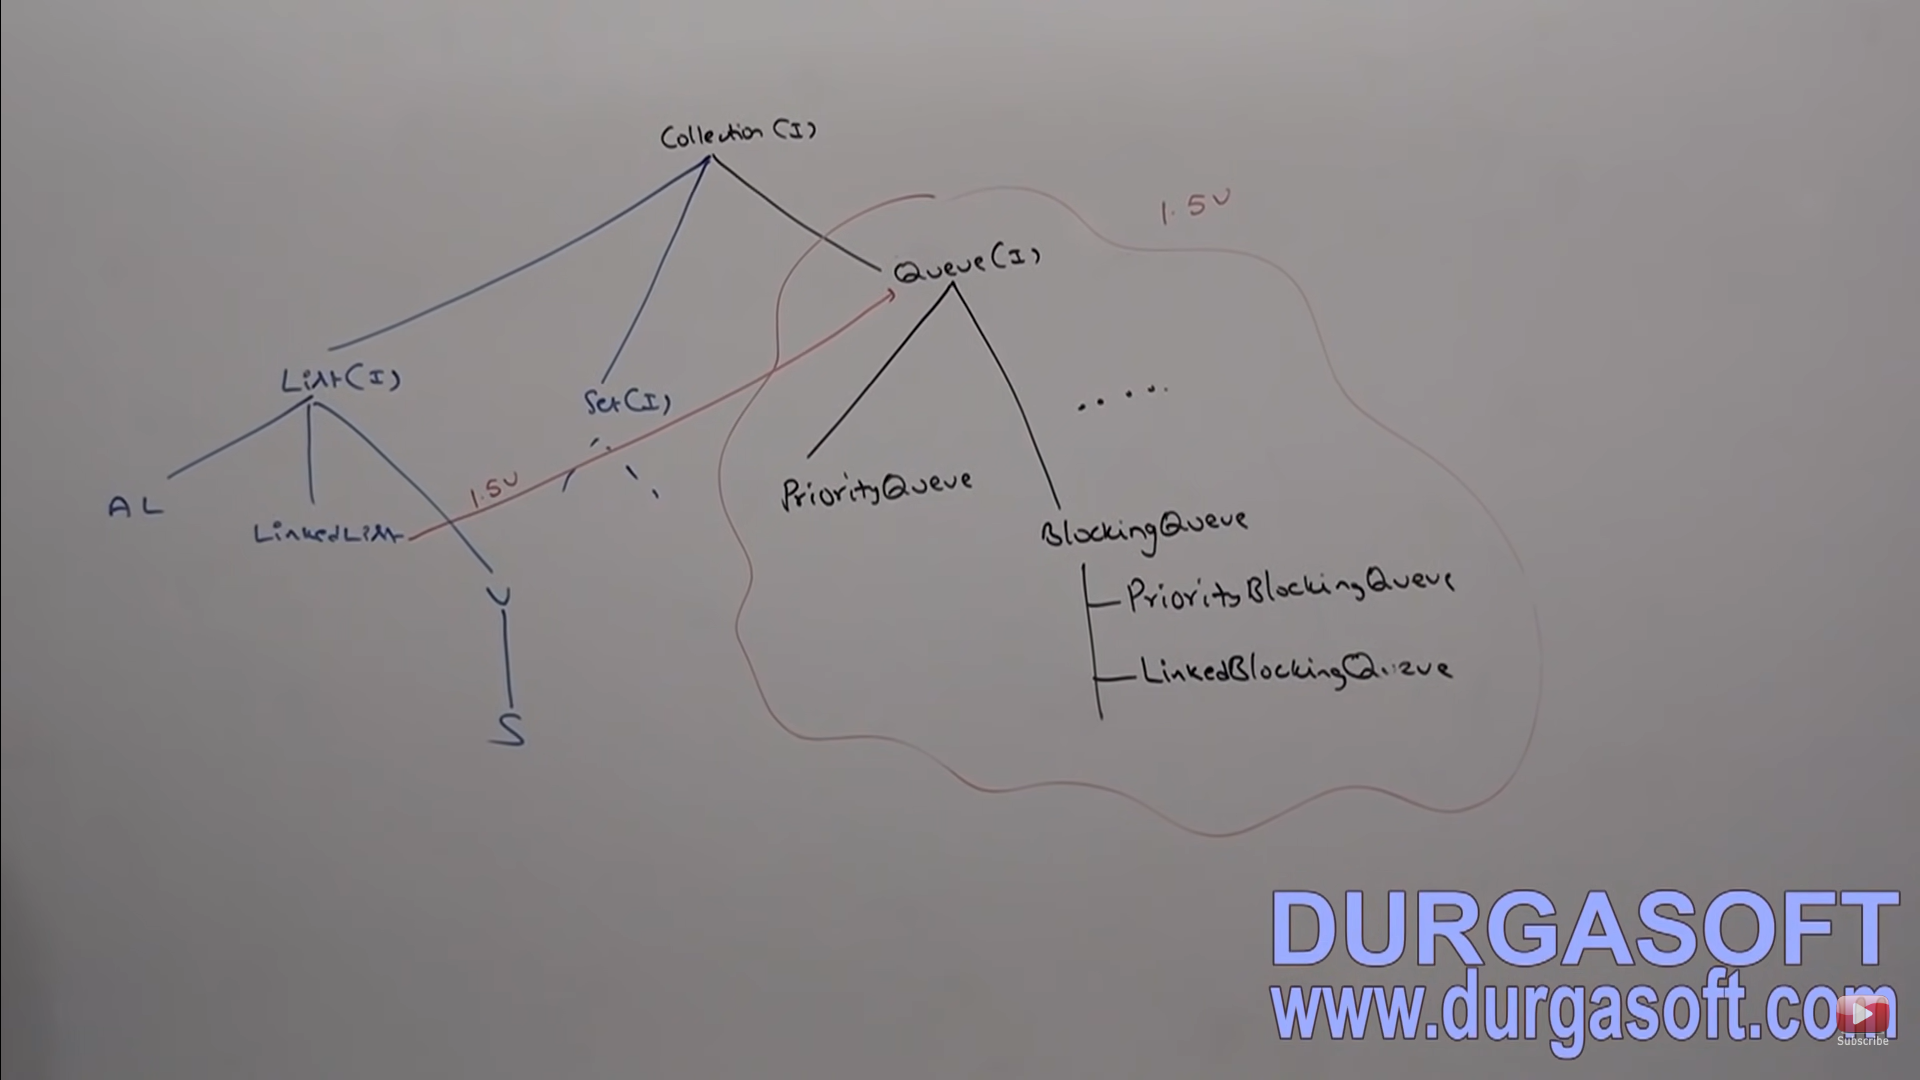 Collection (I)
1.5V
Queue (I)
List (I)
Set (I)
.....
1.5V
AL
LinkedList
PriorityQueue
BlockingQueue
V
PriorityBlockingQueue
LinkedBlockingQueue
S
DURGASOFT
www.durgasoft.com
Subscribe